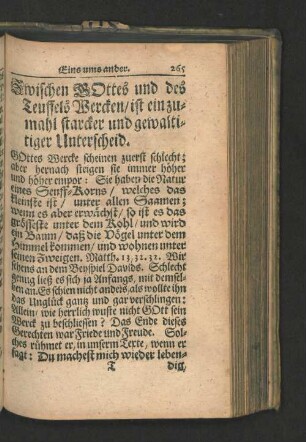 Eins ums ander. 265
Zwischen GOttes und des
Teuffels Wercken / ist einzu-
mahl starcker und gewalti-
tiger Unterscheid.
GOttes Wercke scheinen zuerst schlecht;
aber hernach steigen sie immer höher
und höher empor: Sie haben die Natur
eines Senff-Korns / welches das
kleinste ist / unter allen Saamen;
wenn es aber erwächst / so ist es das
grösseste unter dem Kohl / und wird
ein Baum / daß die Vögel unter dem
Himmel kommen / und wohnen unter
seinen Zweigen. Matth. 13, 32. 31. Wir
sehens an dem Beyspiel Davids. Schlecht
genug ließ es sich zu Anfangs, mit demsel-
ben an. Es schien nicht anders als wollte ihn
das Unglück ganz und gar verschlingen:
Allein / wie herrlich wuste nicht GOtt sein
Werck zu beschliessen? Das Ende dieses
Gerechten war Friede und Freude. Sol-
ches rühmet er, in unserm Texte, wenn er
sagt: Du machest mich wieder leben-
T dig,